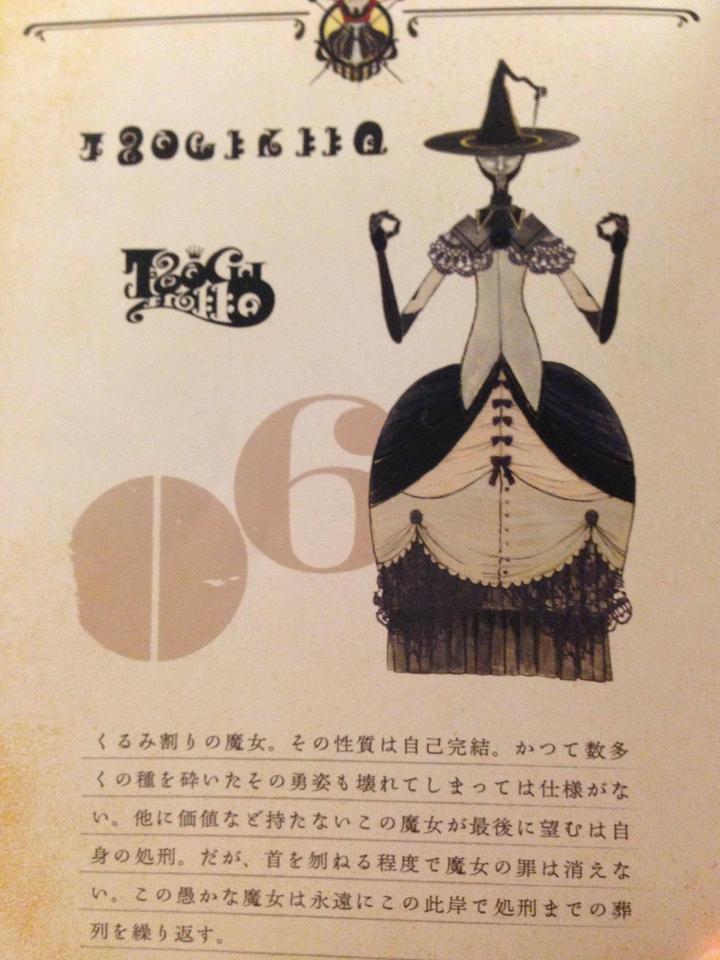 06
くるみ割りの魔女。その性質は自己完結。かつて数多
くの種を砕いたその勇姿も壊れてしまっては仕様がな
い。他に価値など持たないこの魔女が最後に望むは自
身の処刑。だが、首を刎ねる程度で魔女の罪は消えな
い。この愚かな魔女は永遠にこの此岸で処刑までの葬
列を繰り返す。